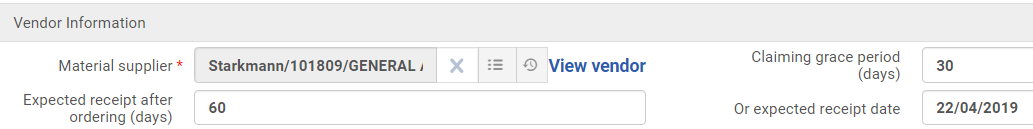 Vendor Information
Material supplier *
Starkmann/101809/GENERAL
View vendor
Claiming grace period
(days)
30
Expected receipt after
ordering (days)
60
Or expected receipt date
22/04/2019